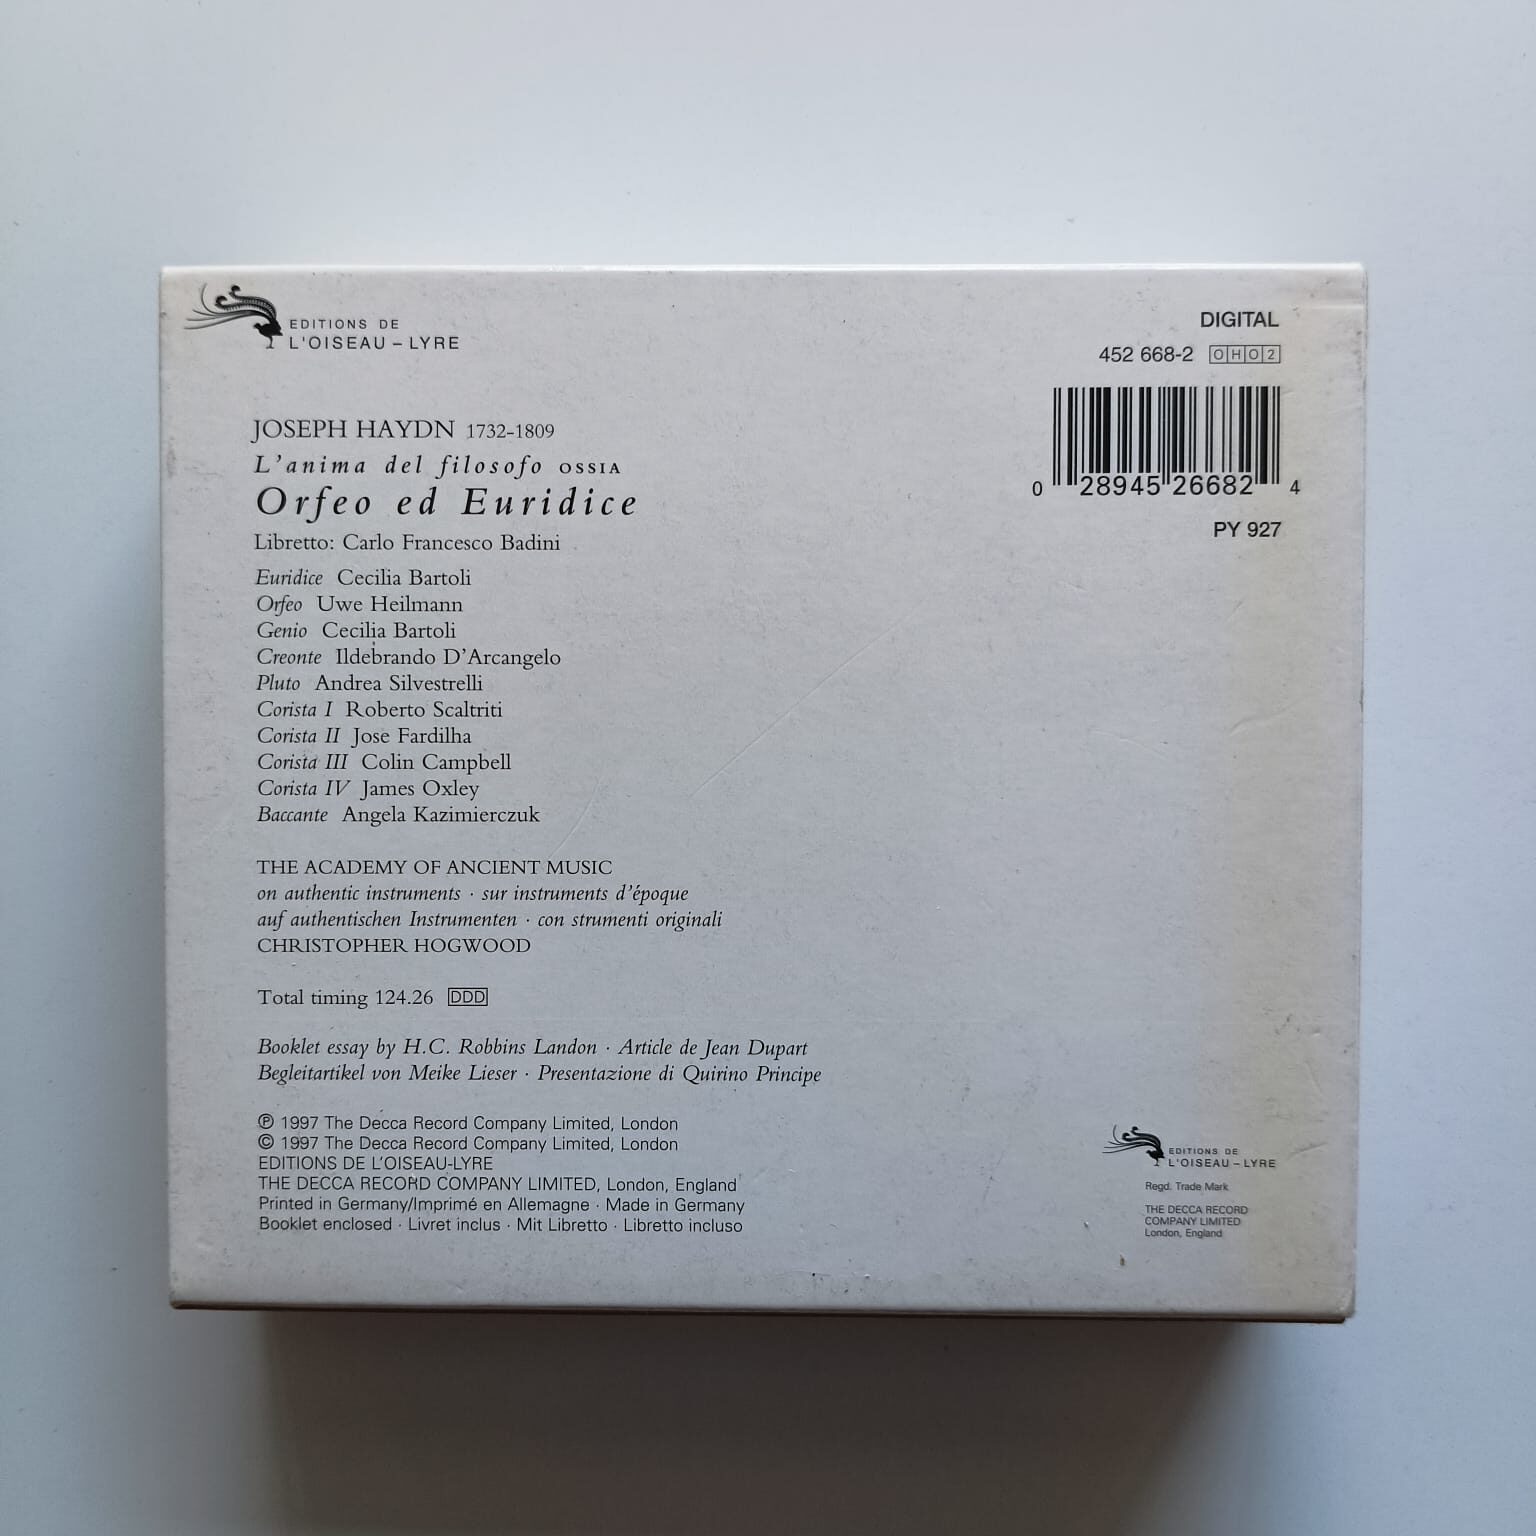 EDITIONS DE
L'OISEAU–LYRE
DIGITAL
452 668-2 OHO2
0 28945 26682 4
PY 927
JOSEPH HAYDN 1732-1809
L'anima del filosofo OSSIA
Orfeo ed Euridice
Libretto: Carlo Francesco Badini
Euridice Cecilia Bartoli
Orfeo Uwe Heilmann
Genio Cecilia Bartoli
Creonte Ildebrando D'Arcangelo
Pluto Andrea Silvestrelli
Corista I Roberto Scaltriti
Corista II Jose Fardilha
Corista III Colin Campbell
Corista IV James Oxley
Baccante Angela Kazimierczuk
THE ACADEMY OF ANCIENT MUSIC
on authentic instruments · sur instruments d'époque
auf authentischen Instrumenten · con strumenti originali
CHRISTOPHER HOGWOOD
Total timing 124.26 DDD
Booklet essay by H.C. Robbins Landon · Article de Jean Dupart
Begleitartikel von Meike Lieser · Presentazione di Quirino Principe
℗ 1997 The Decca Record Company Limited, London
© 1997 The Decca Record Company Limited, London
EDITIONS DE L'OISEAU-LYRE
THE DECCA RECORD COMPANY LIMITED, London, England
Printed in Germany/Imprimé en Allemagne · Made in Germany
Booklet enclosed · Livret inclus · Mit Libretto · Libretto incluso
EDITIONS DE
L'OISEAU–LYRE
Regd. Trade Mark
THE DECCA RECORD
COMPANY LIMITED
London, England